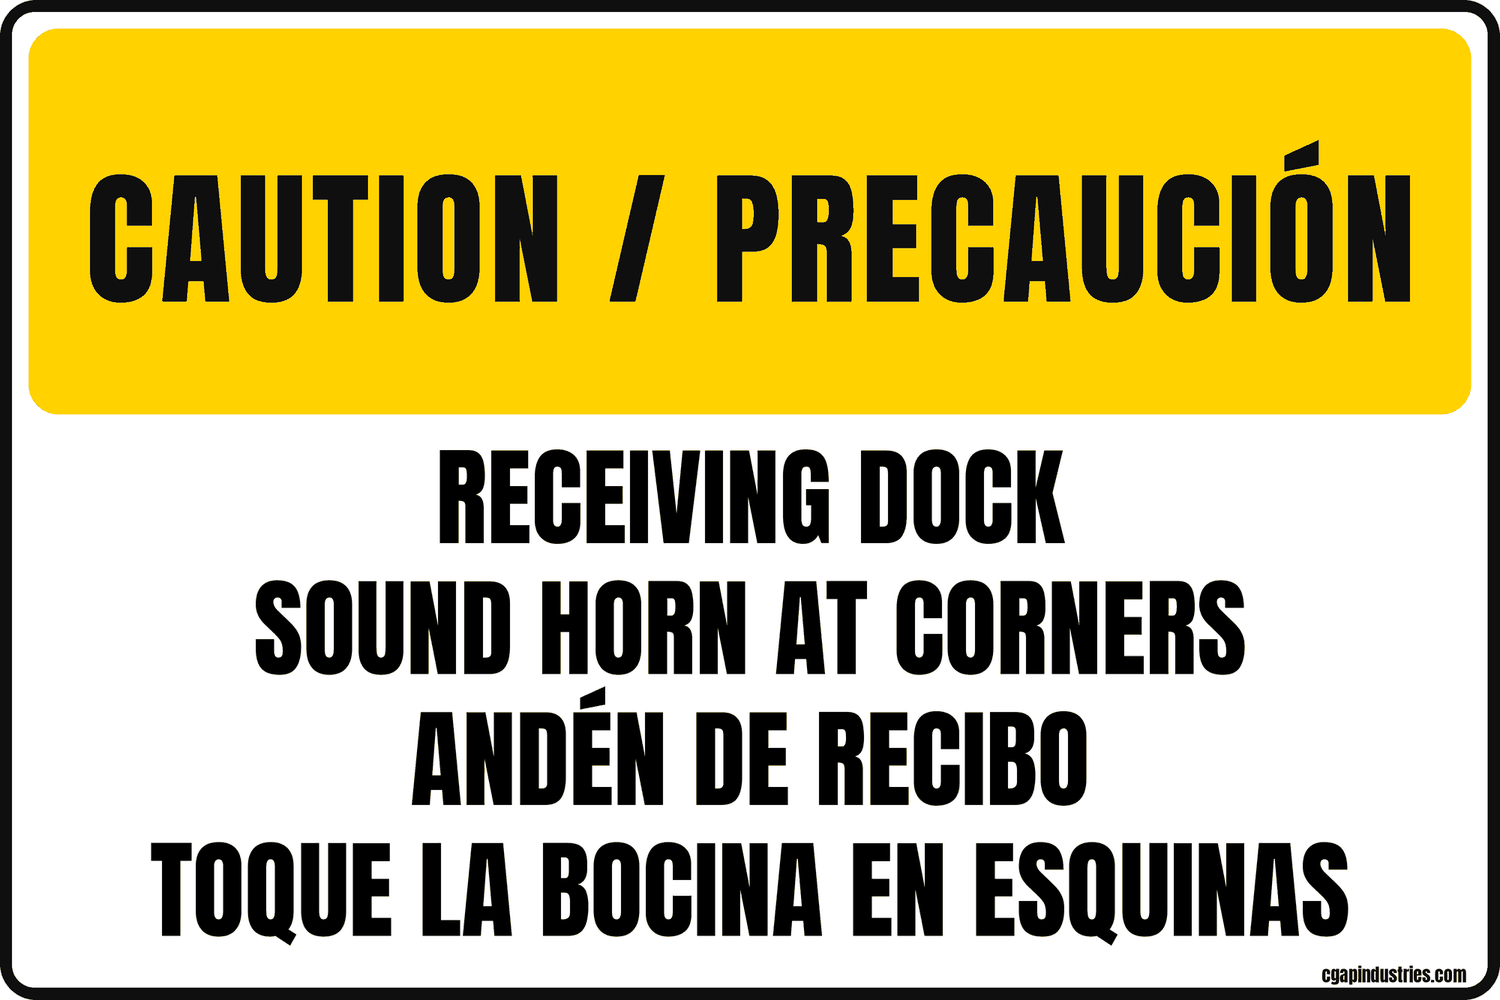 CAUTION / PRECAUCIÓN
RECEIVING DOCK
SOUND HORN AT CORNERS
ANDÉN DE RECIBO
TOQUE LA BOCINA EN ESQUINAS
cgapindustries.com